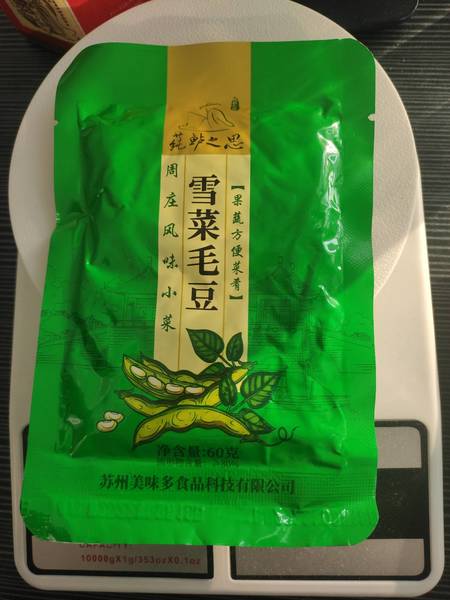 莼鲈之思
周庄风味小菜
雪菜毛豆
【果蔬方便菜肴】
净含量:60克
苏州美味多食品科技有限公司
CAPACITY:
10000gX1g/353ozX0.1oz